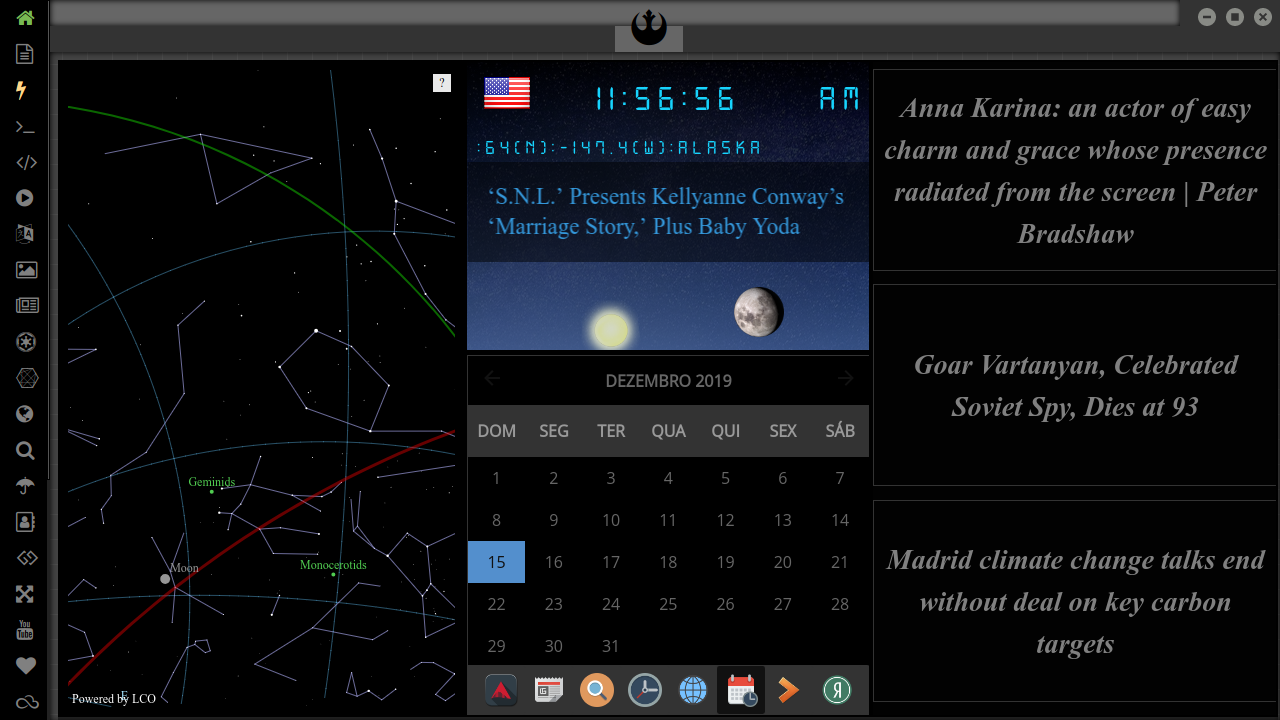 ?
Geminids
Moon
Monocerotids
E
Powered by LCO
11:56:56 AM
:64(N):-147.4(W):ALASKA
‘S.N.L.’ Presents Kellyanne Conway’s
‘Marriage Story,’ Plus Baby Yoda
DEZEMBRO 2019
DOM SEG TER QUA QUI SEX SÁB
1 2 3 4 5 6 7
8 9 10 11 12 13 14
15 16 17 18 19 20 21
22 23 24 25 26 27 28
29 30 31
Anna Karina: an actor of easy
charm and grace whose presence
radiated from the screen | Peter
Bradshaw
Goar Vartanyan, Celebrated
Soviet Spy, Dies at 93
Madrid climate change talks end
without deal on key carbon
targets
You
Tube
Я